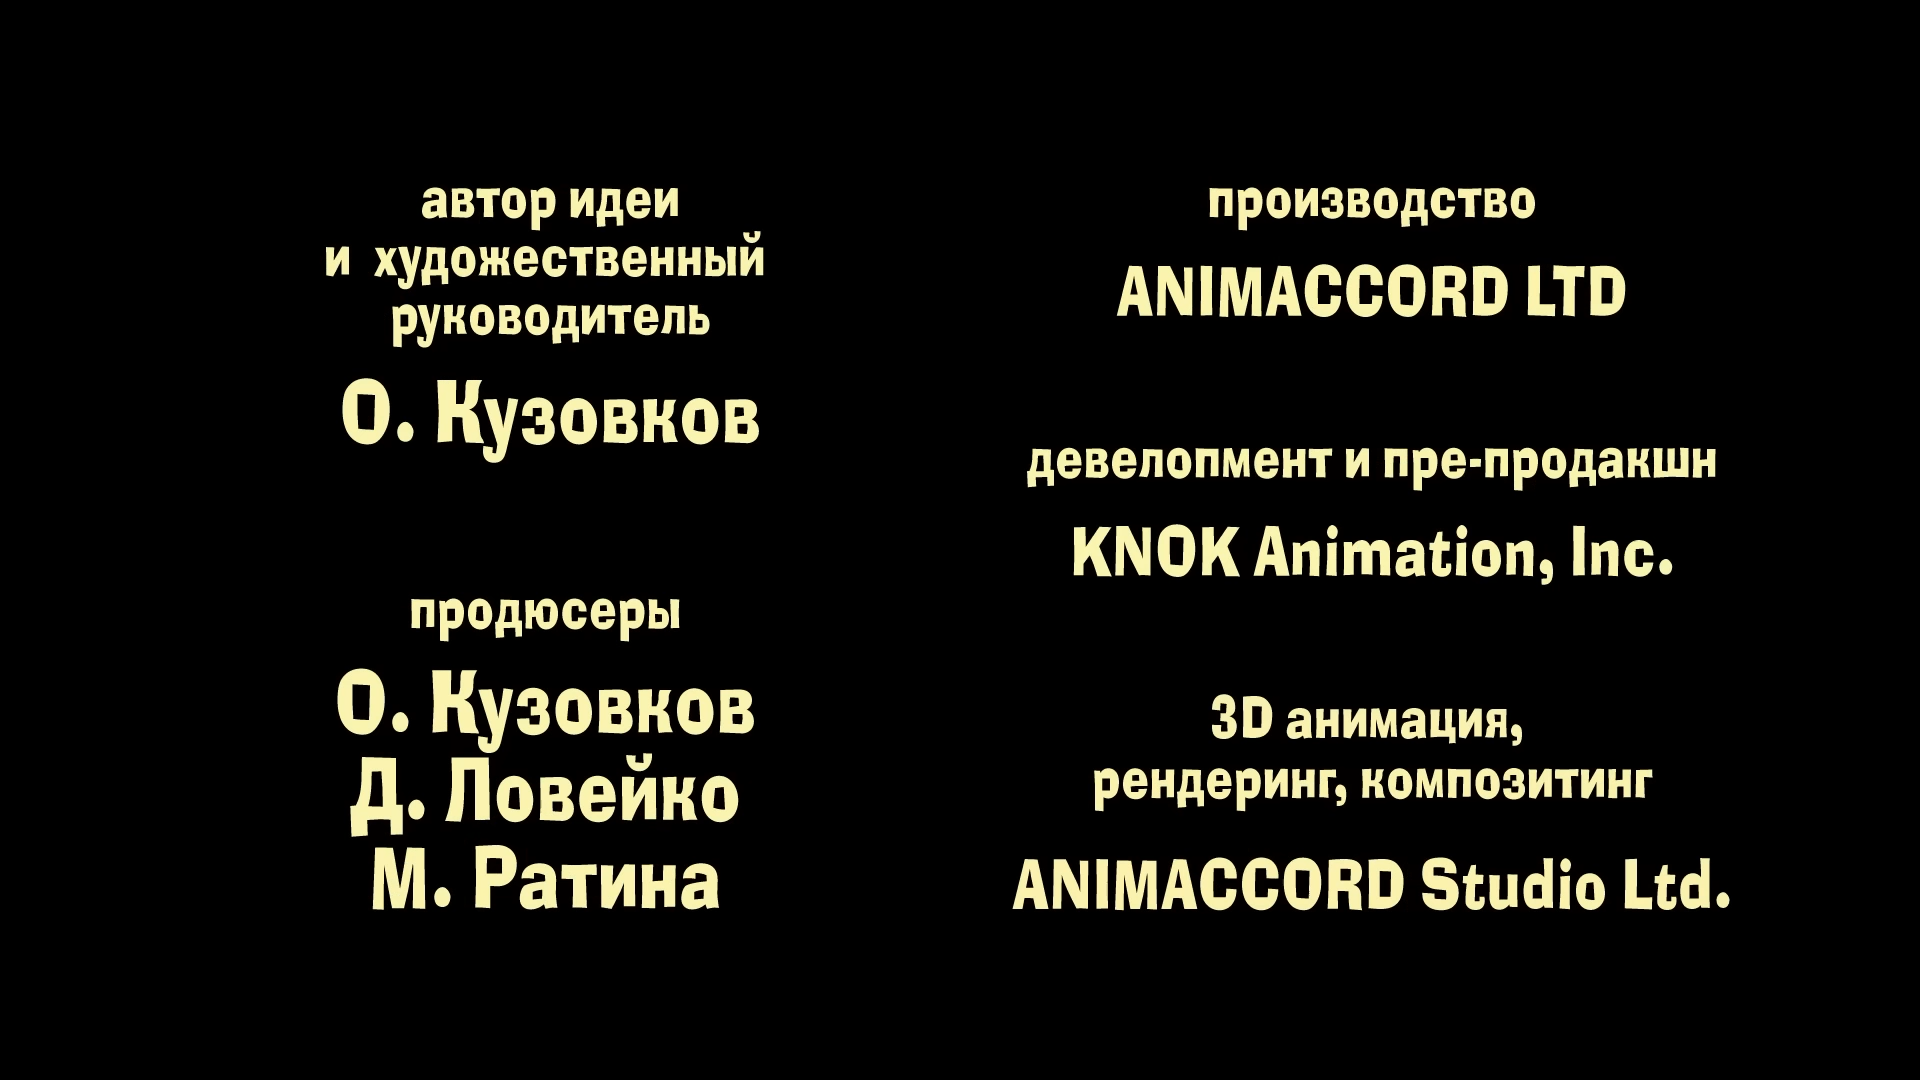 автор идеи
и художественный
руководитель
О. Кузовков
продюсеры
О. Кузовков
Д. Ловейко
М. Ратина
производство
ANIMACCORD LTD
девелопмент и пре-продакшн
KNOK Animation, Inc.
3D анимация,
рендеринг, композитинг
ANIMACCORD Studio Ltd.